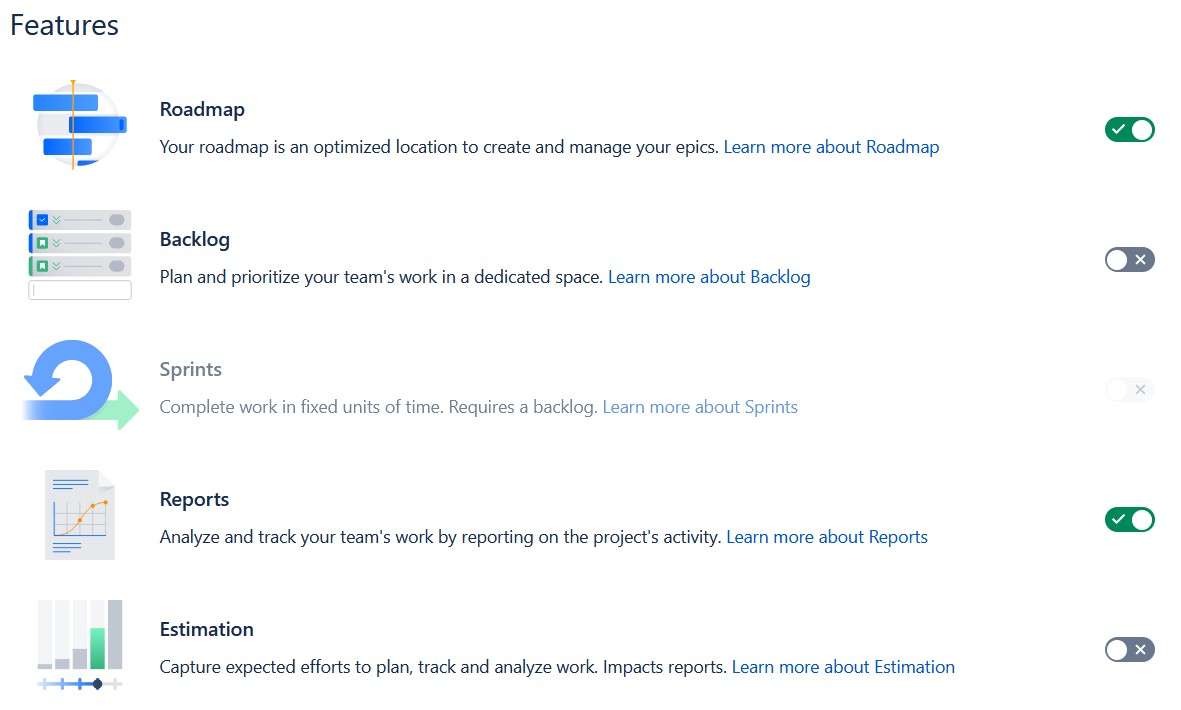 Features
Roadmap
Your roadmap is an optimized location to create and manage your epics. Learn more about Roadmap
Backlog
Plan and prioritize your team's work in a dedicated space. Learn more about Backlog
Sprints
Complete work in fixed units of time. Requires a backlog. Learn more about Sprints
Reports
Analyze and track your team's work by reporting on the project's activity. Learn more about Reports
Estimation
Capture expected efforts to plan, track and analyze work. Impacts reports. Learn more about Estimation